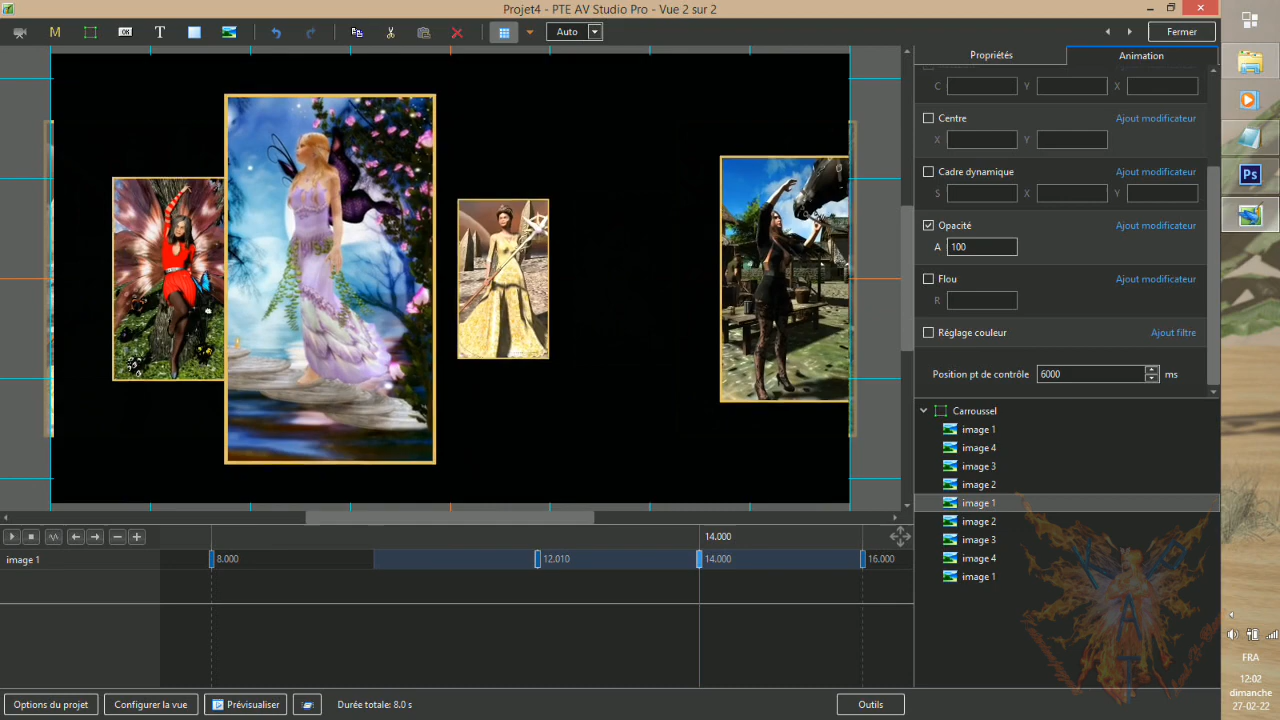 Projet4 - PTE AV Studio Pro - Vue 2 sur 2
M
OK
T
Auto
Fermer
Propriétés
Animation
C
Y
X
Centre
Ajout modificateur
X
Y
Cadre dynamique
Ajout modificateur
S
X
Y
Opacité
Ajout modificateur
A
100
Flou
Ajout modificateur
R
Réglage couleur
Ajout filtre
Position pt de contrôle
6000
ms
Carroussel
image 1
image 4
image 3
image 2
image 1
image 2
image 3
image 4
image 1
14.000
image 1
8.000
12.010
14.000
16.000
Options du projet
Configurer la vue
Prévisualiser
Durée totale: 8.0 s
Outils
Ps
FRA
12:02
dimanche
27-02-22